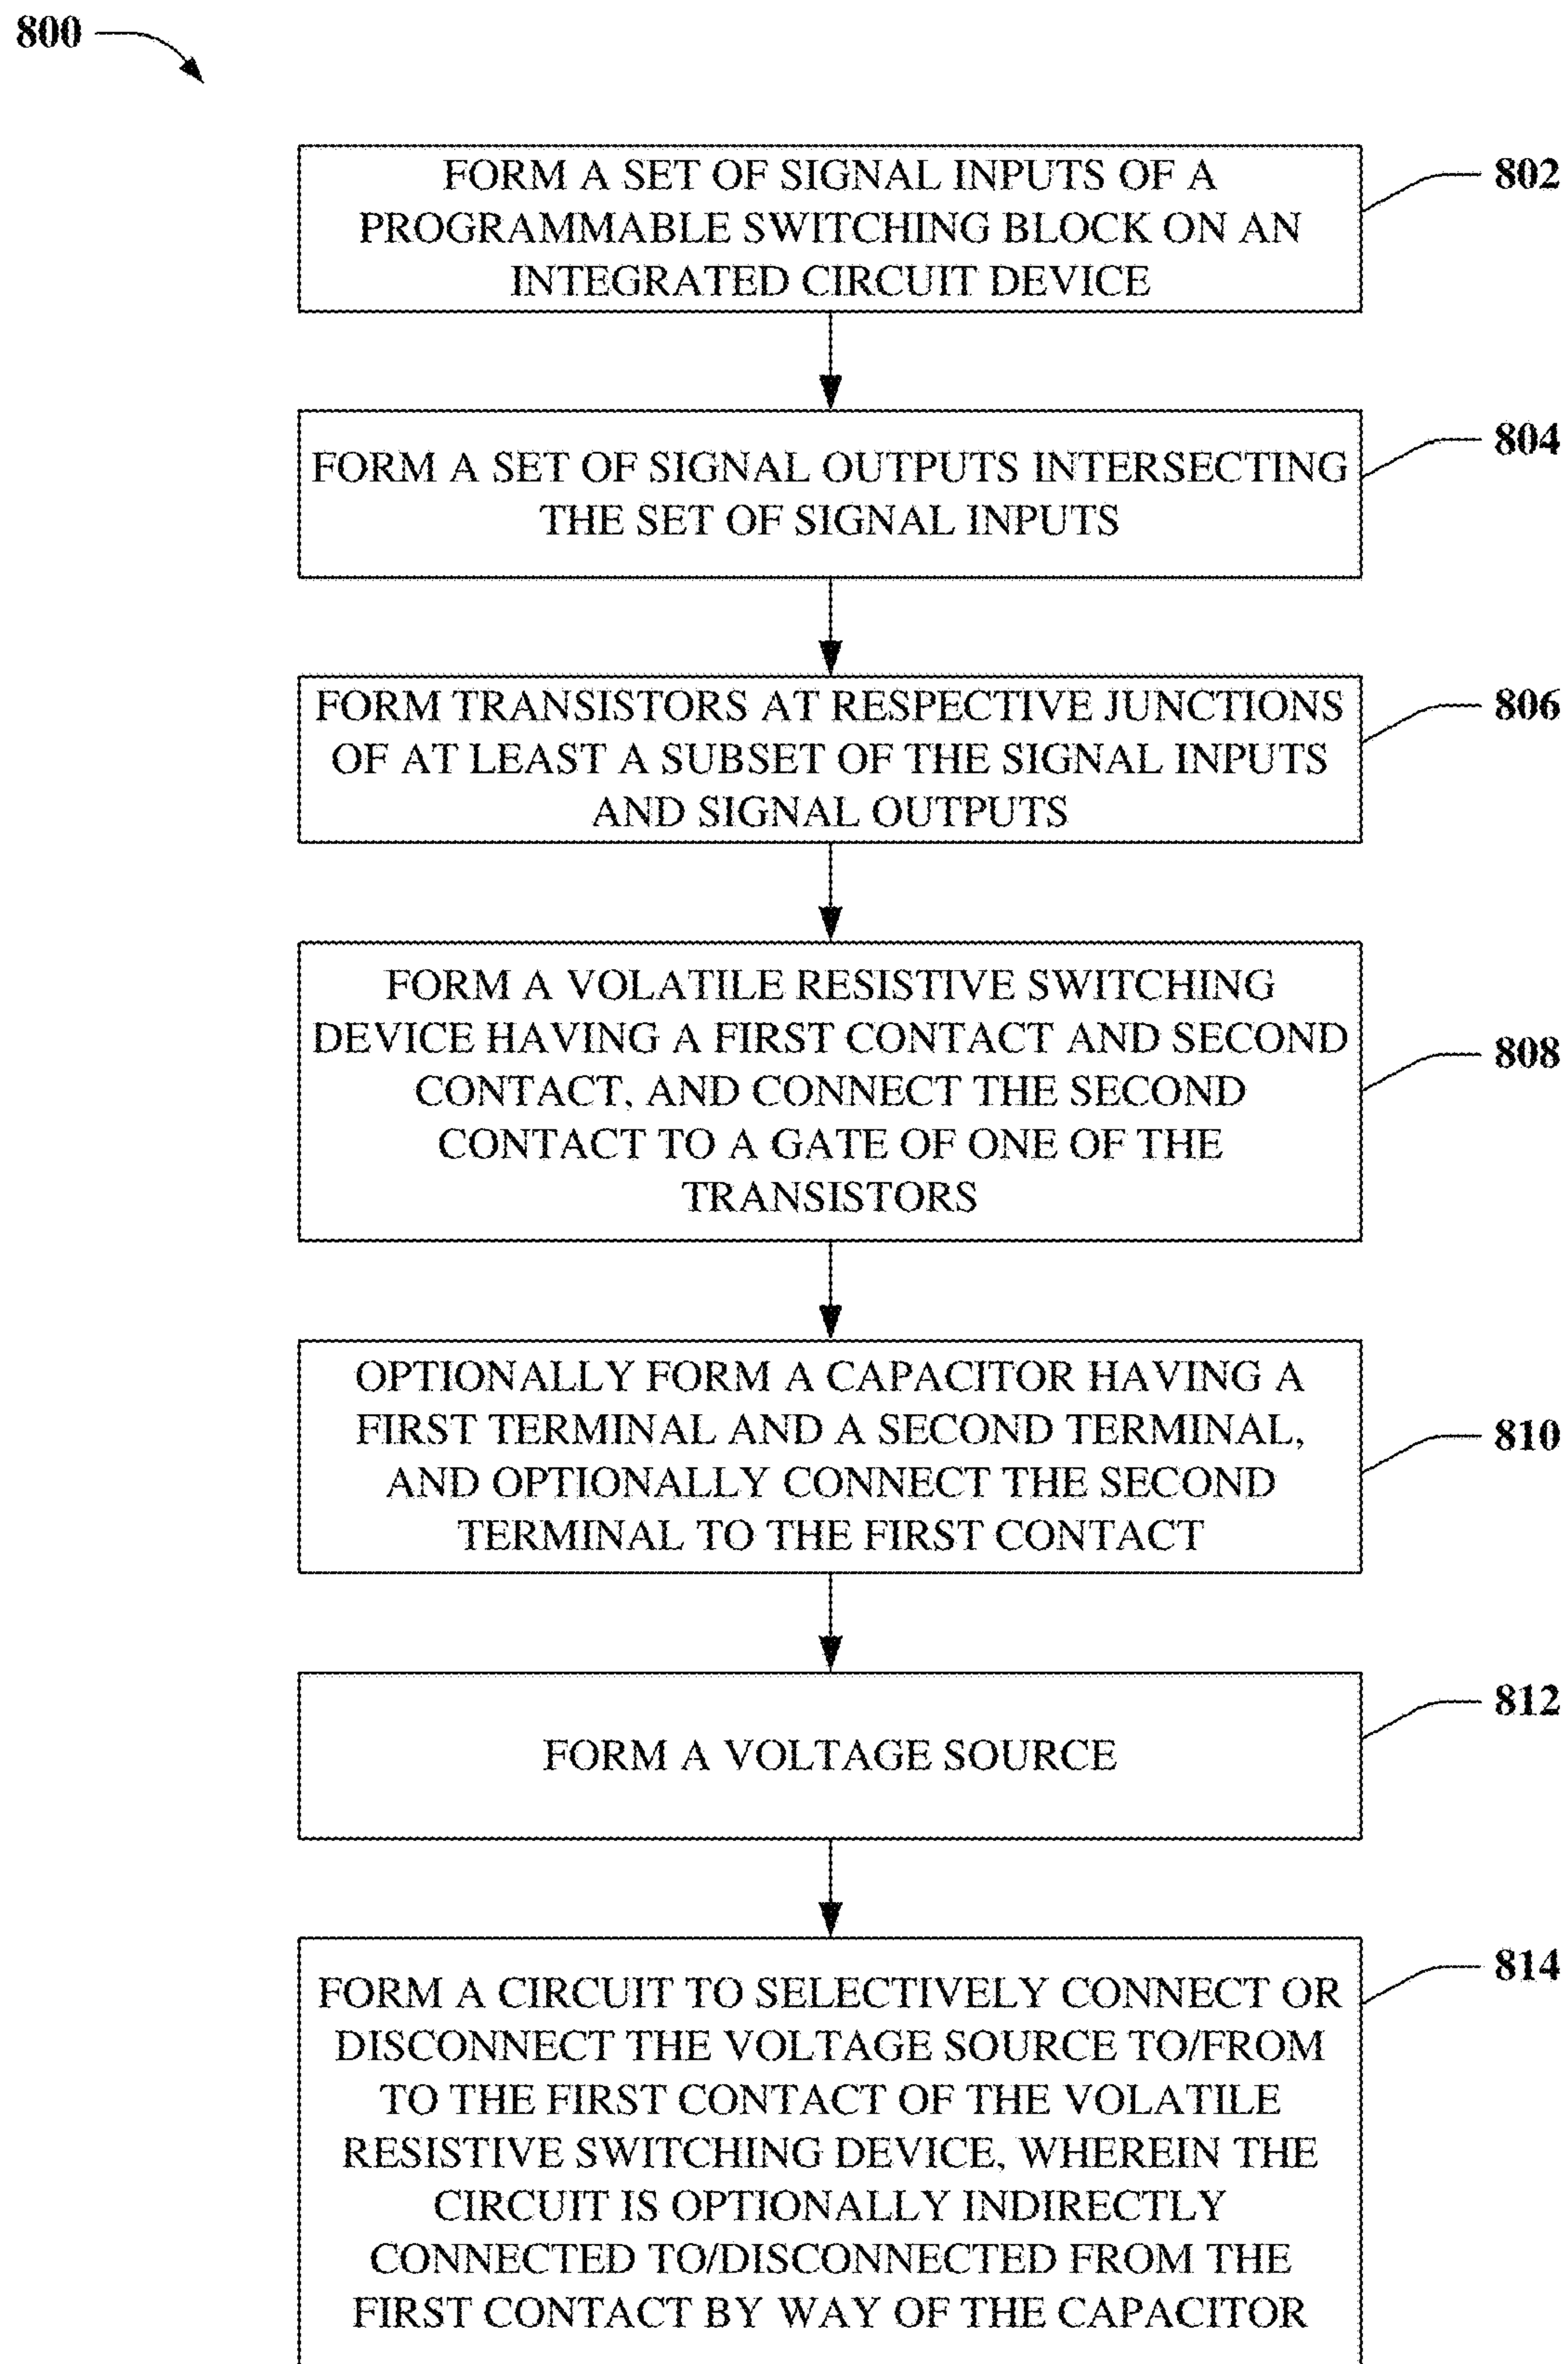 800
FORM A SET OF SIGNAL INPUTS OF A
PROGRAMMABLE SWITCHING BLOCK ON AN
INTEGRATED CIRCUIT DEVICE
802
FORM A SET OF SIGNAL OUTPUTS INTERSECTING
THE SET OF SIGNAL INPUTS
804
FORM TRANSISTORS AT RESPECTIVE JUNCTIONS
OF AT LEAST A SUBSET OF THE SIGNAL INPUTS
AND SIGNAL OUTPUTS
806
FORM A VOLATILE RESISTIVE SWITCHING
DEVICE HAVING A FIRST CONTACT AND SECOND
CONTACT, AND CONNECT THE SECOND
CONTACT TO A GATE OF ONE OF THE
TRANSISTORS
808
OPTIONALLY FORM A CAPACITOR HAVING A
FIRST TERMINAL AND A SECOND TERMINAL,
AND OPTIONALLY CONNECT THE SECOND
TERMINAL TO THE FIRST CONTACT
810
FORM A VOLTAGE SOURCE
812
FORM A CIRCUIT TO SELECTIVELY CONNECT OR
DISCONNECT THE VOLTAGE SOURCE TO/FROM
TO THE FIRST CONTACT OF THE VOLATILE
RESISTIVE SWITCHING DEVICE, WHEREIN THE
CIRCUIT IS OPTIONALLY INDIRECTLY
CONNECTED TO/DISCONNECTED FROM THE
FIRST CONTACT BY WAY OF THE CAPACITOR
814